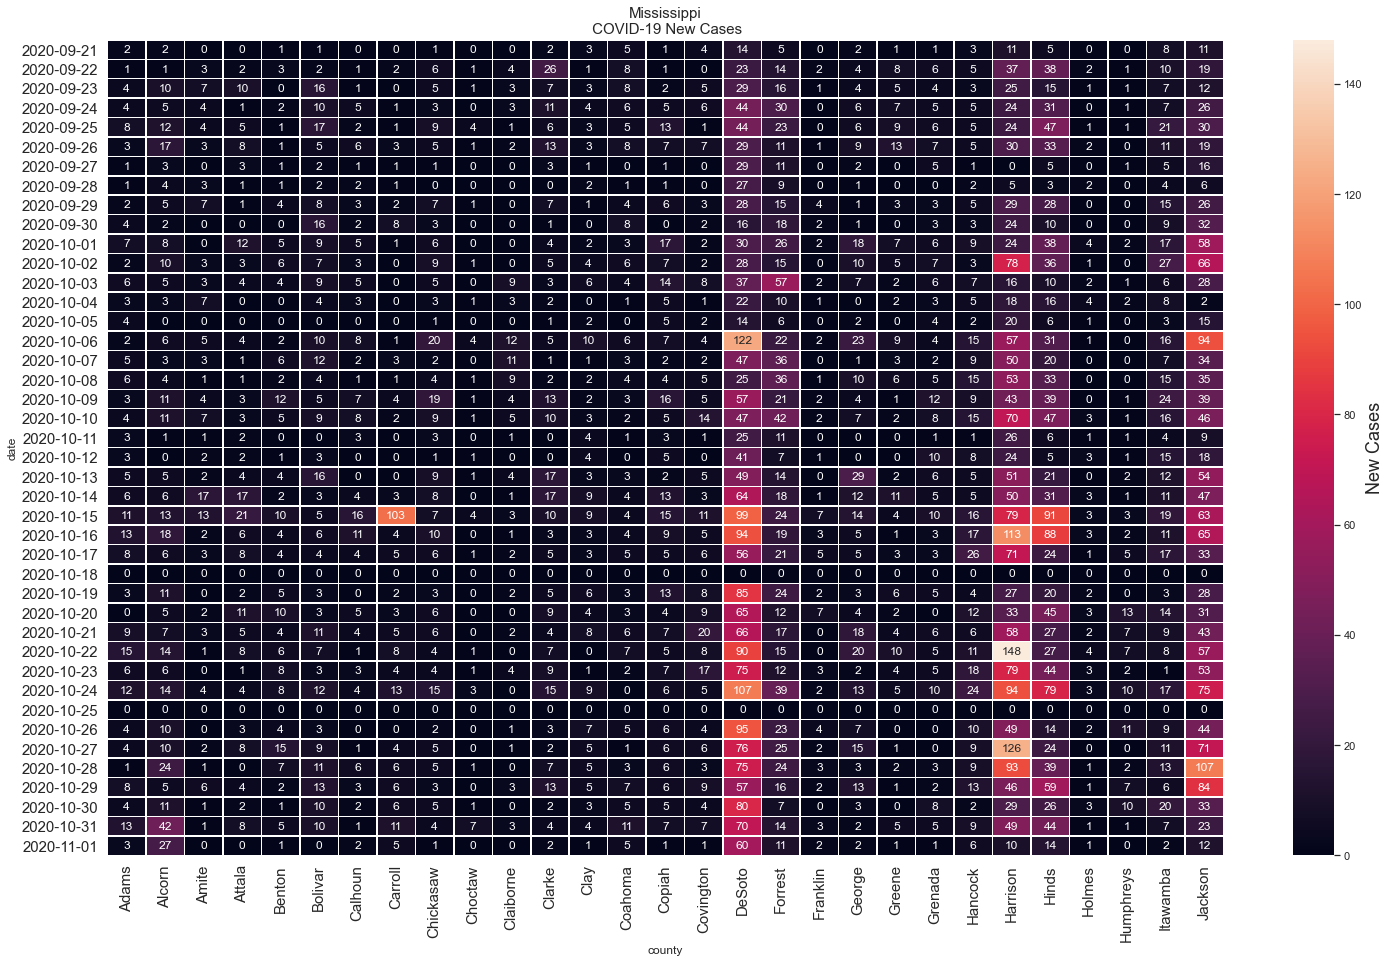 Mississippi
COVID-19 New Cases
2020-09-21 2 2 0 0 1 1 0 0 1 0 0 2 3 5 1 4 14 5 0 2 1 1 3 11 5 0 0 8 11
2020-09-22 1 1 3 2 3 2 1 2 6 1 4 26 1 8 1 0 23 14 2 4 8 6 5 37 38 2 1 10 19
2020-09-23 4 10 7 10 0 16 1 0 5 1 3 7 3 8 2 5 29 16 1 4 5 4 3 25 15 1 1 7 12
2020-09-24 4 5 4 1 2 10 5 1 3 0 3 11 4 6 5 6 44 30 0 6 7 5 5 24 31 0 1 7 26
2020-09-25 8 12 4 5 1 17 2 1 9 4 1 6 3 5 13 1 44 23 0 6 9 6 5 24 47 1 1 21 30
2020-09-26 3 17 3 8 1 5 6 3 5 1 2 13 3 8 7 7 29 11 1 9 13 7 5 30 33 2 0 11 19
2020-09-27 1 3 0 3 1 2 1 1 1 0 0 3 1 0 1 0 29 11 0 2 0 5 1 0 5 0 1 5 16
2020-09-28 1 4 3 1 1 2 2 1 0 0 0 0 2 1 1 0 27 9 0 1 0 0 2 5 3 2 0 4 6
2020-09-29 2 5 7 1 4 8 3 2 7 1 0 7 1 4 6 3 28 15 4 1 3 3 5 29 28 0 0 15 26
2020-09-30 4 2 0 0 0 16 2 8 3 0 0 1 0 8 0 2 16 18 2 1 0 3 3 24 10 0 0 9 32
2020-10-01 7 8 0 12 5 9 5 1 6 0 0 4 2 3 17 2 30 26 2 18 7 6 9 24 38 4 2 17 58
2020-10-02 2 10 3 3 6 7 3 0 9 1 0 5 4 6 7 2 28 15 0 10 5 7 3 78 36 1 0 27 66
2020-10-03 6 5 3 4 4 9 5 0 5 0 9 3 6 4 14 8 37 57 2 7 2 6 7 16 10 2 1 6 28
2020-10-04 3 3 7 0 0 4 3 0 3 1 3 2 0 1 5 1 22 10 1 0 2 3 5 18 16 4 2 8 2
2020-10-05 4 0 0 0 0 0 0 0 1 0 0 1 2 0 5 2 14 6 0 2 0 4 2 20 6 1 0 3 15
2020-10-06 2 6 5 4 2 10 8 1 20 4 12 5 10 6 7 4 122 22 2 23 9 4 15 57 31 1 0 16 94
2020-10-07 5 3 3 1 6 12 2 3 2 0 11 1 1 3 2 2 47 36 0 1 3 2 9 50 20 0 0 7 34
2020-10-08 6 4 1 1 2 4 1 1 4 1 9 2 2 4 4 5 25 36 1 10 6 5 15 53 33 0 0 15 35
2020-10-09 3 11 4 3 12 5 7 4 19 1 4 13 2 3 16 5 57 21 2 4 1 12 9 43 39 0 1 24 39
2020-10-10 4 11 7 3 5 9 8 2 9 1 5 10 3 2 5 14 47 42 2 7 2 8 15 70 47 3 1 16 46
2020-10-11 3 1 1 2 0 0 3 0 3 0 1 0 4 1 3 1 25 11 0 0 0 1 1 26 6 1 1 4 9
2020-10-12 3 0 2 2 1 3 0 0 1 1 0 0 4 0 5 0 41 7 1 0 0 10 8 24 5 3 1 15 18
2020-10-13 5 5 2 4 4 16 0 0 9 1 4 17 3 3 2 5 49 14 0 29 2 6 5 51 21 0 2 12 54
2020-10-14 6 6 17 17 2 3 4 3 8 0 1 17 9 4 13 3 64 18 1 12 11 5 5 50 31 3 1 11 47
2020-10-15 11 13 13 21 10 5 16 103 7 4 3 10 9 4 15 11 99 24 7 14 4 10 16 79 91 3 3 19 63
2020-10-16 13 18 2 6 4 6 11 4 10 0 1 3 3 4 9 5 94 19 3 5 1 3 17 113 88 3 2 11 65
2020-10-17 8 6 3 8 4 4 4 5 6 1 2 5 3 5 5 6 56 21 5 5 3 3 26 71 24 1 5 17 33
2020-10-18 0 0 0 0 0 0 0 0 0 0 0 0 0 0 0 0 0 0 0 0 0 0 0 0 0 0 0 0 0
2020-10-19 3 11 0 2 5 3 0 2 3 0 2 5 6 3 13 8 85 24 2 3 6 5 4 27 20 2 0 3 28
2020-10-20 0 5 2 11 10 3 5 3 6 0 0 9 4 3 4 9 65 12 7 4 2 0 12 33 45 3 13 14 31
2020-10-21 9 7 3 5 4 11 4 5 6 0 2 4 8 6 7 20 66 17 0 18 4 6 6 58 27 2 7 9 43
2020-10-22 15 14 1 8 6 7 1 8 4 1 0 7 0 7 5 8 90 15 0 20 10 5 11 148 27 4 7 8 57
2020-10-23 6 6 0 1 8 3 3 4 4 1 4 9 1 2 7 17 75 12 3 2 4 5 18 79 44 3 2 1 53
2020-10-24 12 14 4 4 8 12 4 13 15 3 0 15 9 0 6 5 107 39 2 13 5 10 24 94 79 3 10 17 75
2020-10-25 0 0 0 0 0 0 0 0 0 0 0 0 0 0 0 0 0 0 0 0 0 0 0 0 0 0 0 0 0
2020-10-26 4 10 0 3 4 3 0 0 2 0 1 3 7 5 6 4 95 23 4 7 0 0 10 49 14 2 11 9 44
2020-10-27 4 10 2 8 15 9 1 4 5 0 1 2 5 1 6 6 76 25 2 15 1 0 9 126 24 0 0 11 71
2020-10-28 1 24 1 0 7 11 6 6 5 1 0 7 5 3 6 3 75 24 3 3 2 3 9 93 39 1 2 13 107
2020-10-29 8 5 6 4 2 13 3 6 3 0 3 13 5 7 6 9 57 16 2 13 1 2 13 46 59 1 7 6 84
2020-10-30 4 11 1 2 1 10 2 6 5 1 0 2 3 5 5 4 80 7 0 3 0 8 2 29 26 3 10 20 33
2020-10-31 13 42 1 8 5 10 1 11 4 7 3 4 4 11 7 7 70 14 3 2 5 5 9 49 44 1 1 7 23
2020-11-01 3 27 0 0 1 0 2 5 1 0 0 2 1 5 1 1 60 11 2 2 1 1 6 10 14 1 0 2 12
Adams Alcorn Amite Attala Benton Bolivar Calhoun Carroll Chickasaw Choctaw Claiborne Clarke Clay Coahoma Copiah Covington DeSoto Forrest Franklin George Greene Grenada Hancock Harrison Hinds Holmes Humphreys Itawamba Jackson
county
date
140
120
100
80
60
40
20
0
New Cases